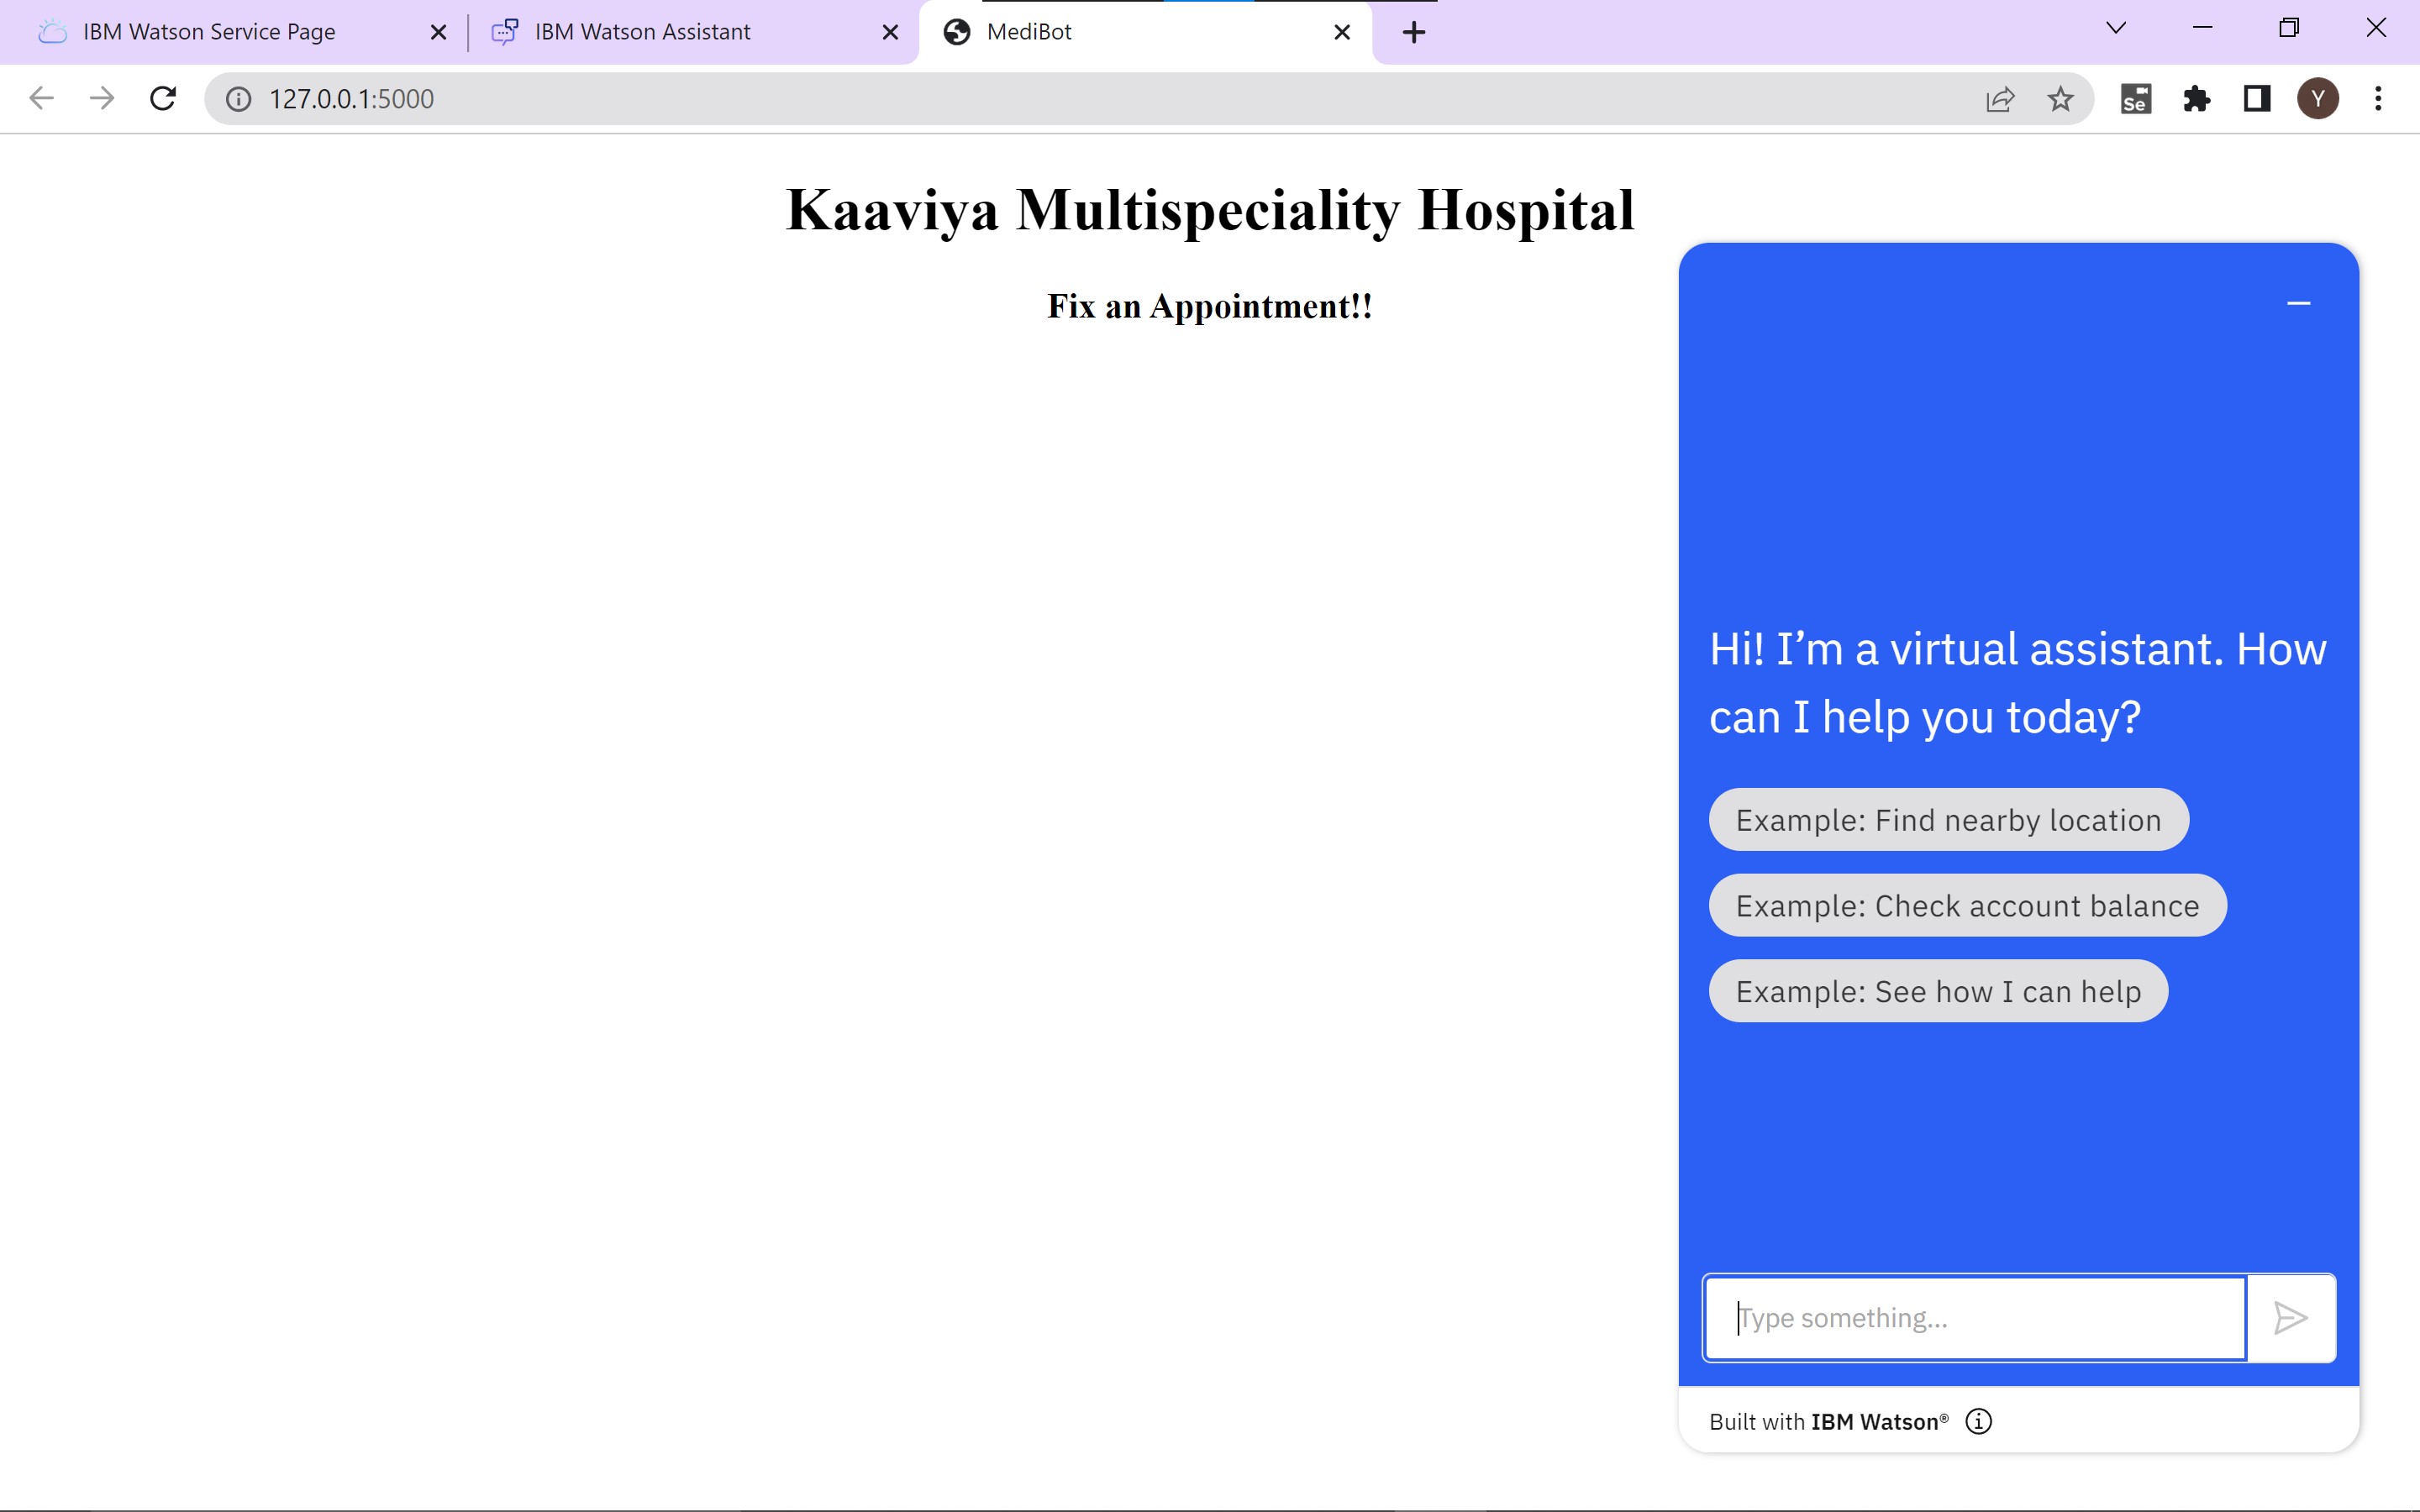 IBM Watson Service Page
IBM Watson Assistant
MediBot
127.0.0.1:5000
Se
Y
Kaaviya Multispeciality Hospital
Fix an Appointment!!
Hi! I’m a virtual assistant. How
can I help you today?
Example: Find nearby location
Example: Check account balance
Example: See how I can help
Type something...
Built with IBM Watson®